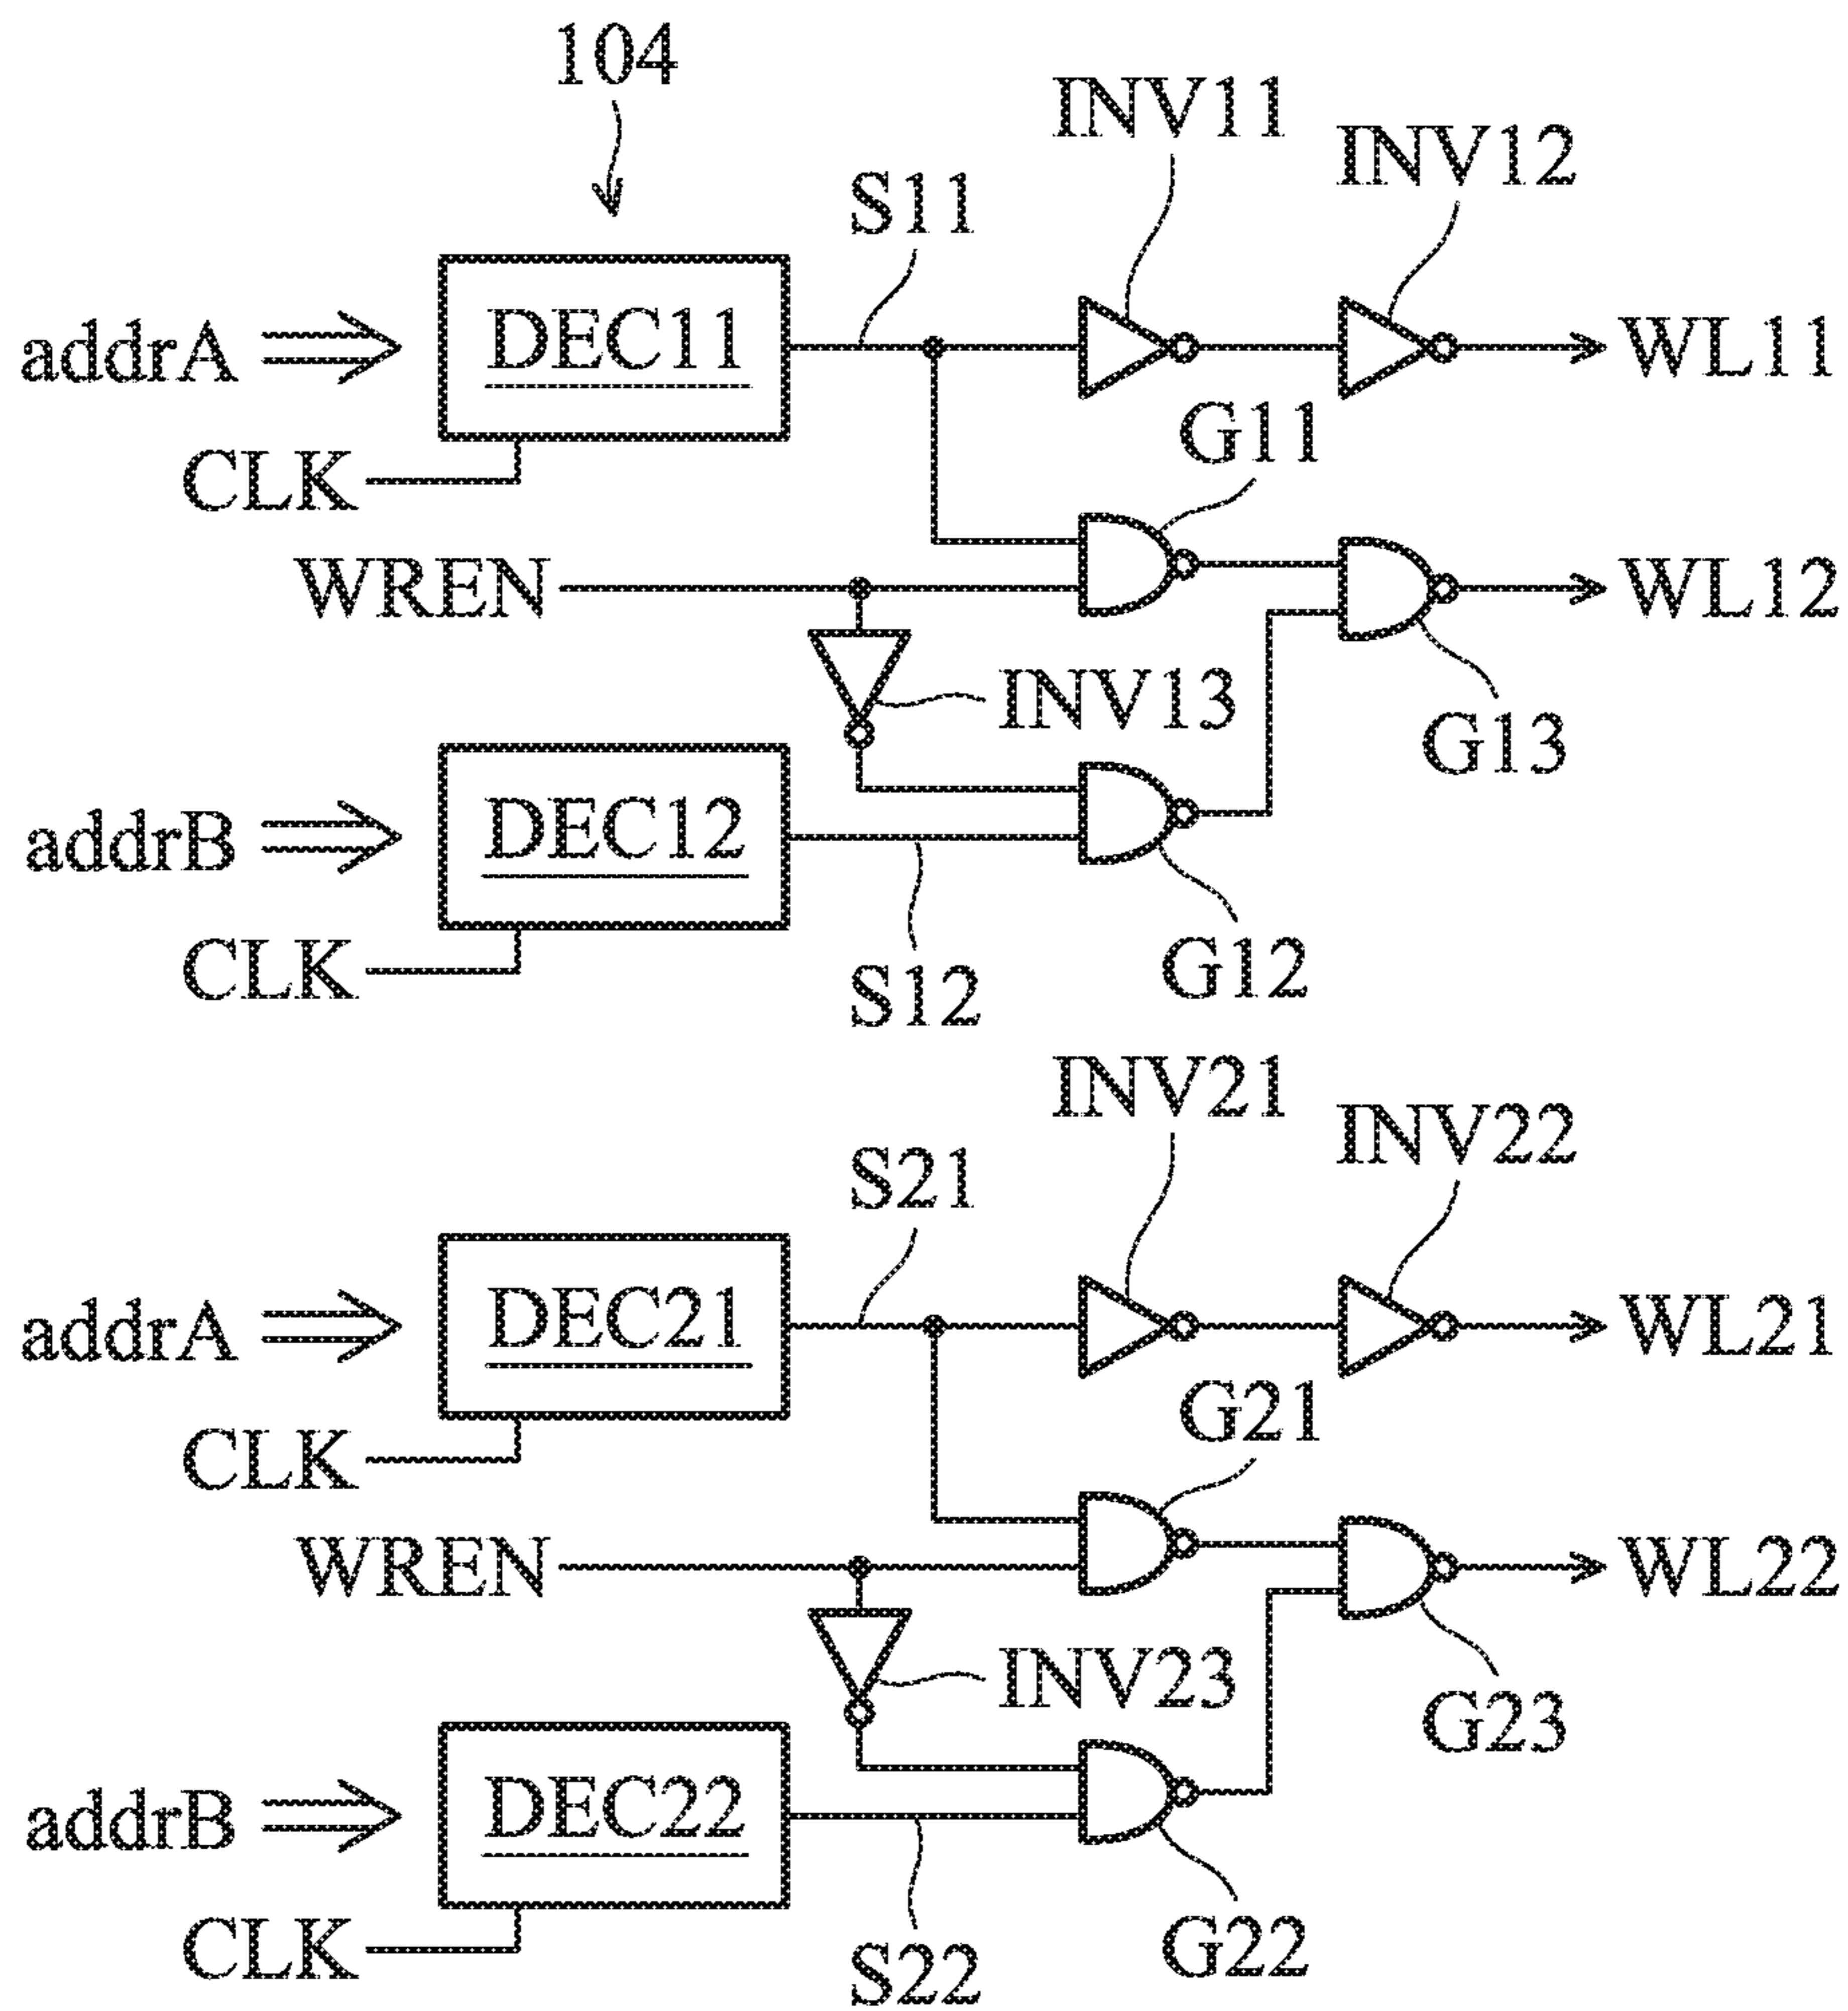 104
INV11
INV12
S11
addrA
DEC11
WL11
CLK
G11
WREN
WL12
INV13
G13
addrB
DEC12
CLK
S12
G12
INV21
INV22
S21
addrA
DEC21
WL21
CLK
G21
WREN
WL22
INV23
G23
addrB
DEC22
CLK
S22
G22